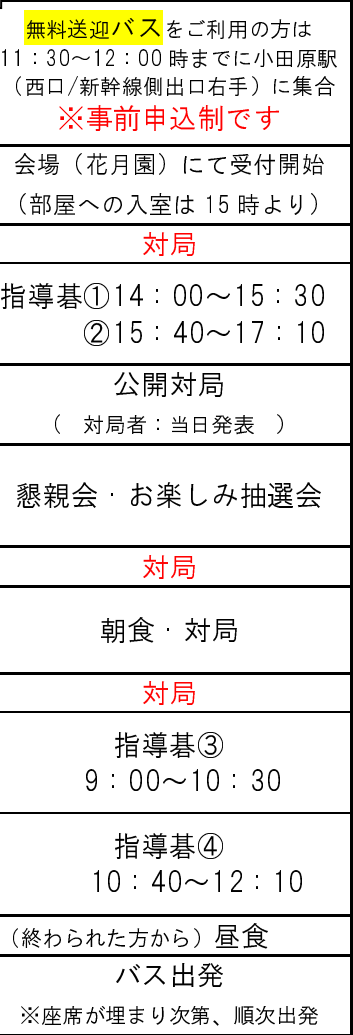 無料送迎バスをご利用の方は
11：30～12：00時までに小田原駅
（西口/新幹線側出口右手）に集合
※事前申込制です
会場（花月園）にて受付開始
（部屋への入室は15時より）
対局
指導碁①14：00～15：30
②15：40～17：10
公開対局
（　対局者：当日発表　）
懇親会・お楽しみ抽選会
対局
朝食・対局
対局
指導碁③
9：00～10：30
指導碁④
10：40～12：10
（終わられた方から）昼食
バス出発
※座席が埋まり次第、順次出発